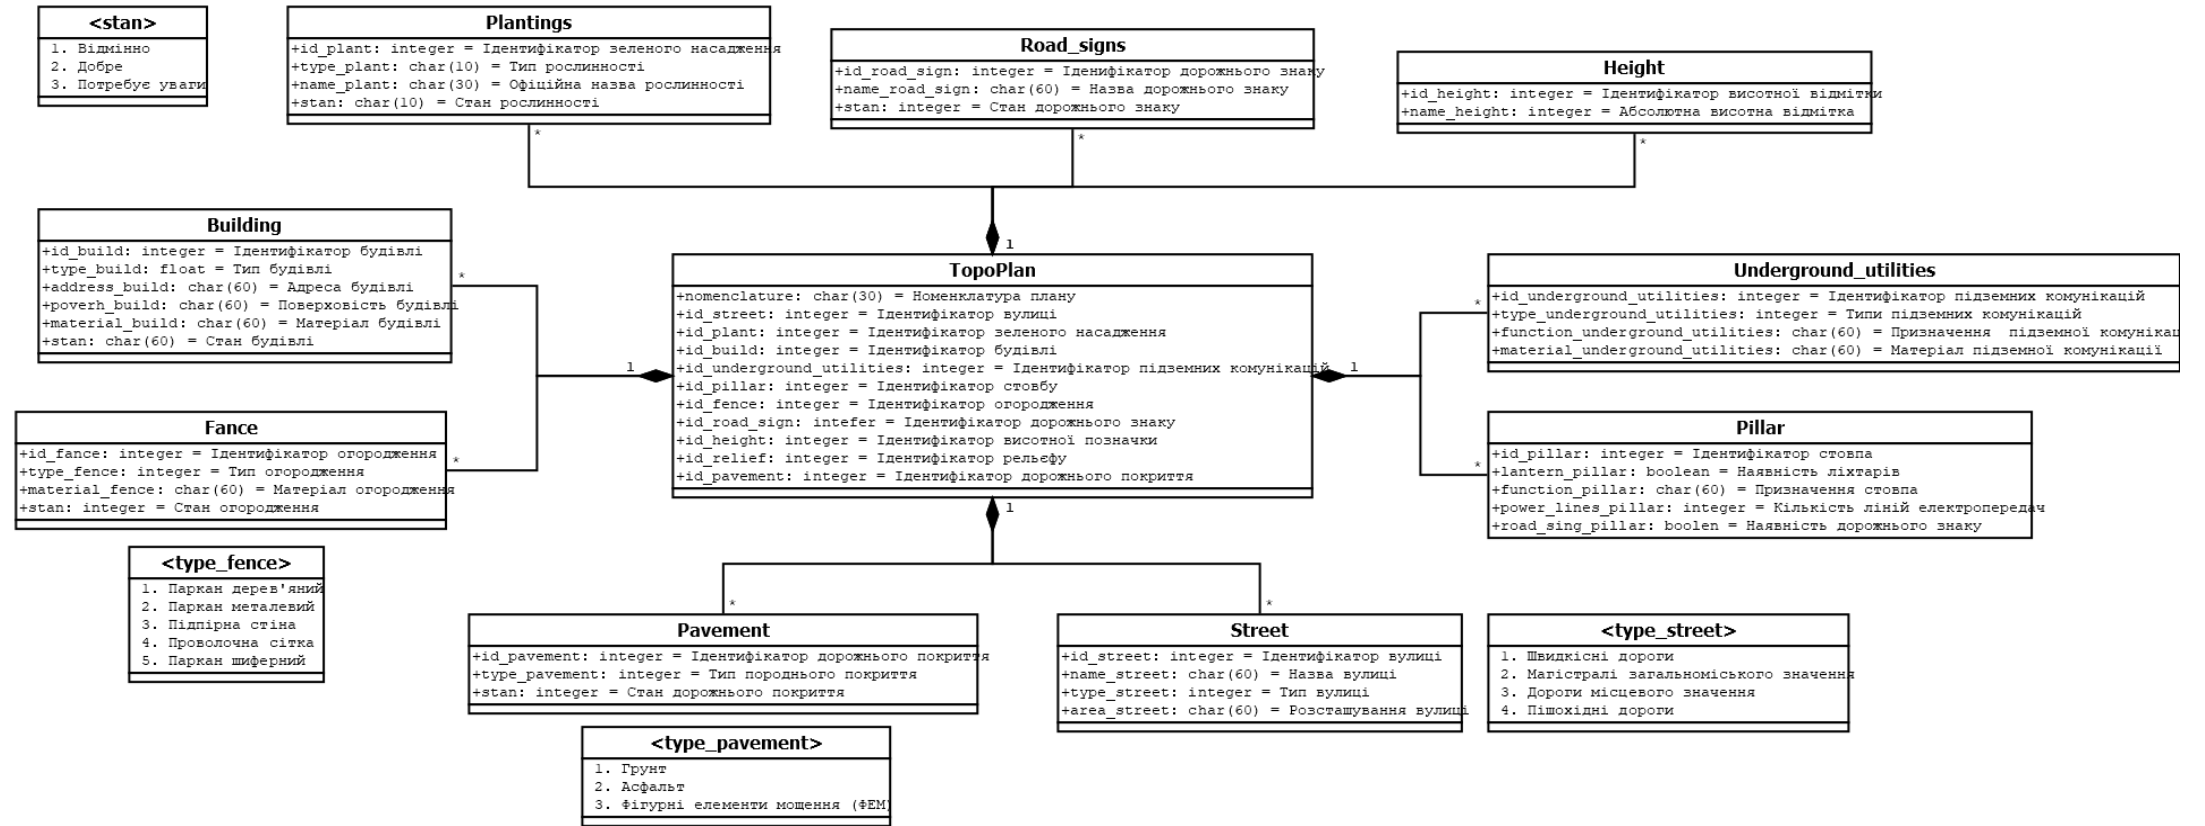 <stan>
1. Відмінно
2. Добре
3. Потребує уваги
Plantings
+id_plant: integer = Ідентифікатор зеленого насадження
+type_plant: char(10) = Тип рослинності
+name_plant: char(30) = Офіційна назва рослинності
+stan: char(10) = Стан рослинності
*
Road_signs
+id_road_sign: integer = Іденифікатор дорожнього знаку
+name_road_sign: char(60) = Назва дорожнього знаку
+stan: integer = Стан дорожнього знаку
*
Height
+id_height: integer = Ідентифікатор висотної відмітки
+name_height: integer = Абсолютна висотна відмітка
*
Building
+id_build: integer = Ідентифікатор будівлі
+type_build: float = Тип будівлі
+address_build: char(60) = Адреса будівлі
+poverh_build: char(60) = Поверховість будівлі
+material_build: char(60) = Матеріал будівлі
+stan: char(60) = Стан будівлі
*
1
1
TopoPlan
+nomenclature: char(30) = Номенклатура плану
+id_street: integer = Ідентифікатор вулиці
+id_plant: integer = Ідентифікатор зеленого насадження
+id_build: integer = Ідентифікатор будівлі
+id_underground_utilities: integer = Ідентифікатор підземних комунікацій
+id_pillar: integer = Ідентифікатор стовбу
+id_fence: integer = Ідентифікатор огородження
+id_road_sign: intefer = Ідентифікатор дорожнього знаку
+id_height: integer = Ідентифікатор висотної позначки
+id_relief: integer = Ідентифікатор рельєфу
+id_pavement: integer = Ідентифікатор дорожнього покриття
1
1
Underground_utilities
+id_underground_utilities: integer = Ідентифікатор підземних комунікацій
+type_underground_utilities: integer = Типи підземних комунікацій
+function_underground_utilities: char(60) = Призначення підземної комунікац
+material_underground_utilities: char(60) = Матеріал підземної комунікації
*
Fance
+id_fance: integer = Ідентифікатор огородження
+type_fence: integer = Тип огородження
+material_fence: char(60) = Матеріал огородження
+stan: integer = Стан огородження
*
Pillar
+id_pillar: integer = Ідентифікатор стовпа
+lantern_pillar: boolean = Наявність ліхтарів
+function_pillar: char(60) = Призначення стовпа
+power_lines_pillar: integer = Кількість ліній електропередач
+road_sing_pillar: boolen = Наявність дорожнього знаку
*
<type_fence>
1. Паркан дерев'яний
2. Паркан металевий
3. Підпірна стіна
4. Проволочна сітка
5. Паркан шиферний
*
Pavement
+id_pavement: integer = Ідентифікатор дорожнього покриття
+type_pavement: integer = Тип породнього покриття
+stan: integer = Стан дорожнього покриття
*
Street
+id_street: integer = Ідентифікатор вулиці
+name_street: char(60) = Назва вулиці
+type_street: integer = Тип вулиці
+area_street: char(60) = Розсташування вулиці
<type_street>
1. Швидкісні дороги
2. Магістралі загальноміського значення
3. Дороги місцевого значення
4. Пішохідні дороги
<type_pavement>
1. Грунт
2. Асфальт
3. Фігурні елементи мощення (ФЕМ)